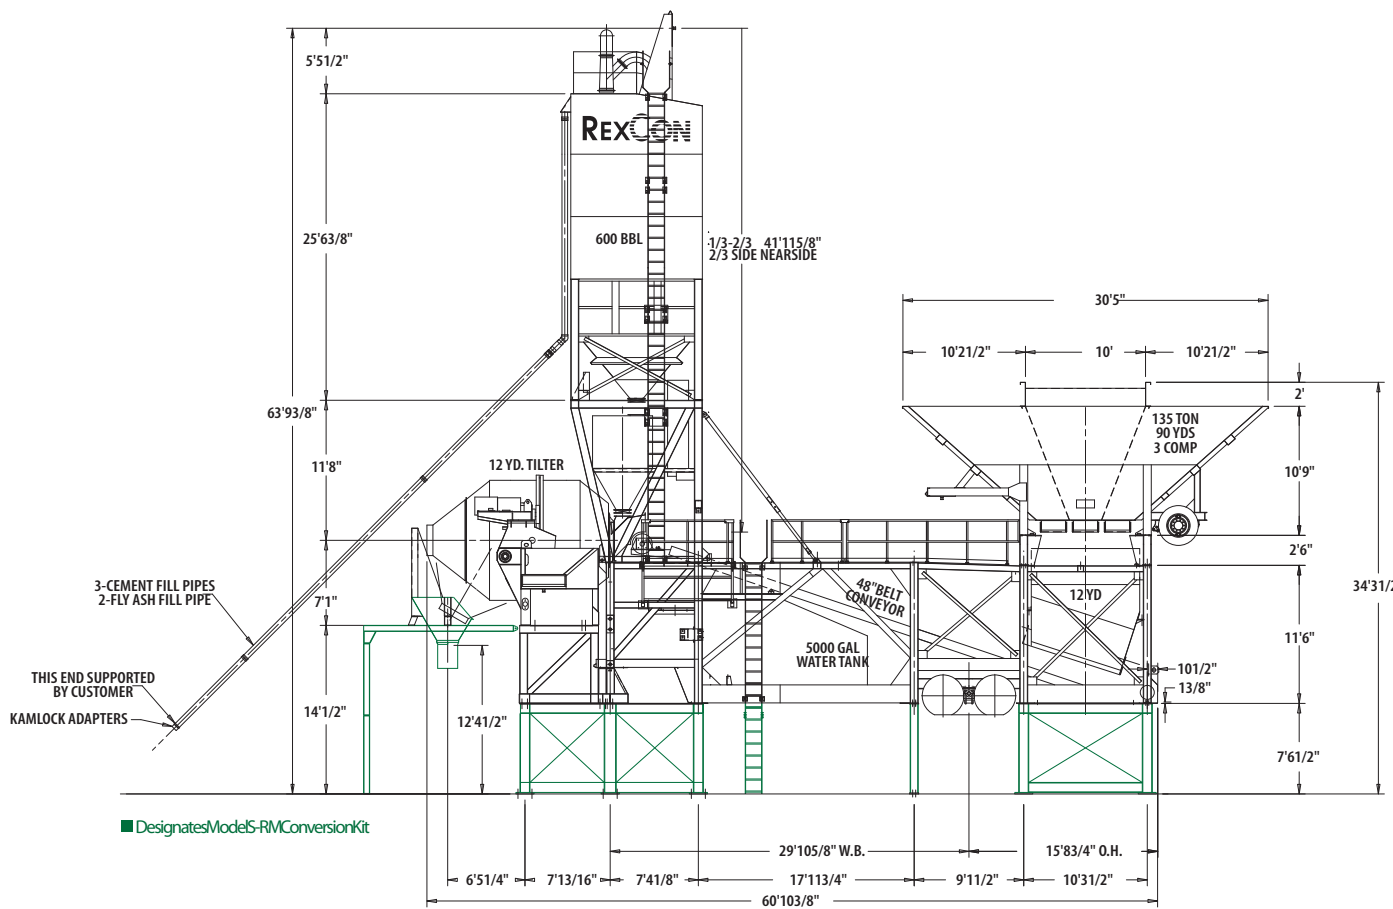 5'51/2"
REXCON
25'63/8"
600 BBL
1/3-2/3 41'115/8"
2/3 SIDE NEARSIDE
30'5"
10'21/2" 10' 10'21/2"
2'
63'93/8"
135 TON
90 YDS
3 COMP
11'8"
12 YD. TILTER
10'9"
2'6"
34'31/2
3-CEMENT FILL PIPES
2-FLY ASH FILL PIPE
7'1"
48"BELT
CONVEYOR
12 YD
11'6"
5000 GAL
WATER TANK
THIS END SUPPORTED
BY CUSTOMER
KAMLOCK ADAPTERS
101/2"
13/8"
14'1/2"
12'41/2"
7'61/2"
DesignatesModelS-RMConversionKit
29'105/8" W.B. 15'83/4" O.H.
6'51/4" 7'13/16" 7'41/8" 17'113/4" 9'11/2" 10'31/2"
60'103/8"